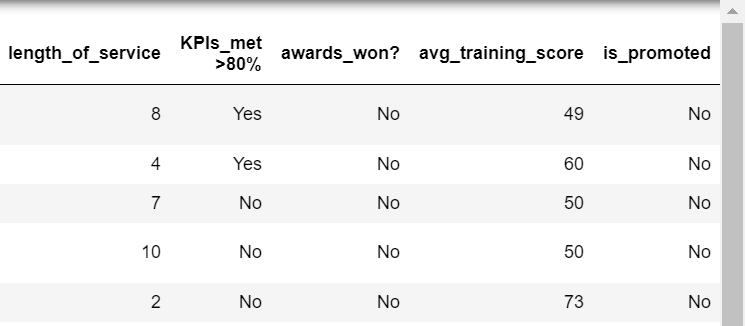 length_of_service KPIs_met >80% awards_won? avg_training_score is_promoted
8 Yes No 49 No
4 Yes No 60 No
7 No No 50 No
10 No No 50 No
2 No No 73 No